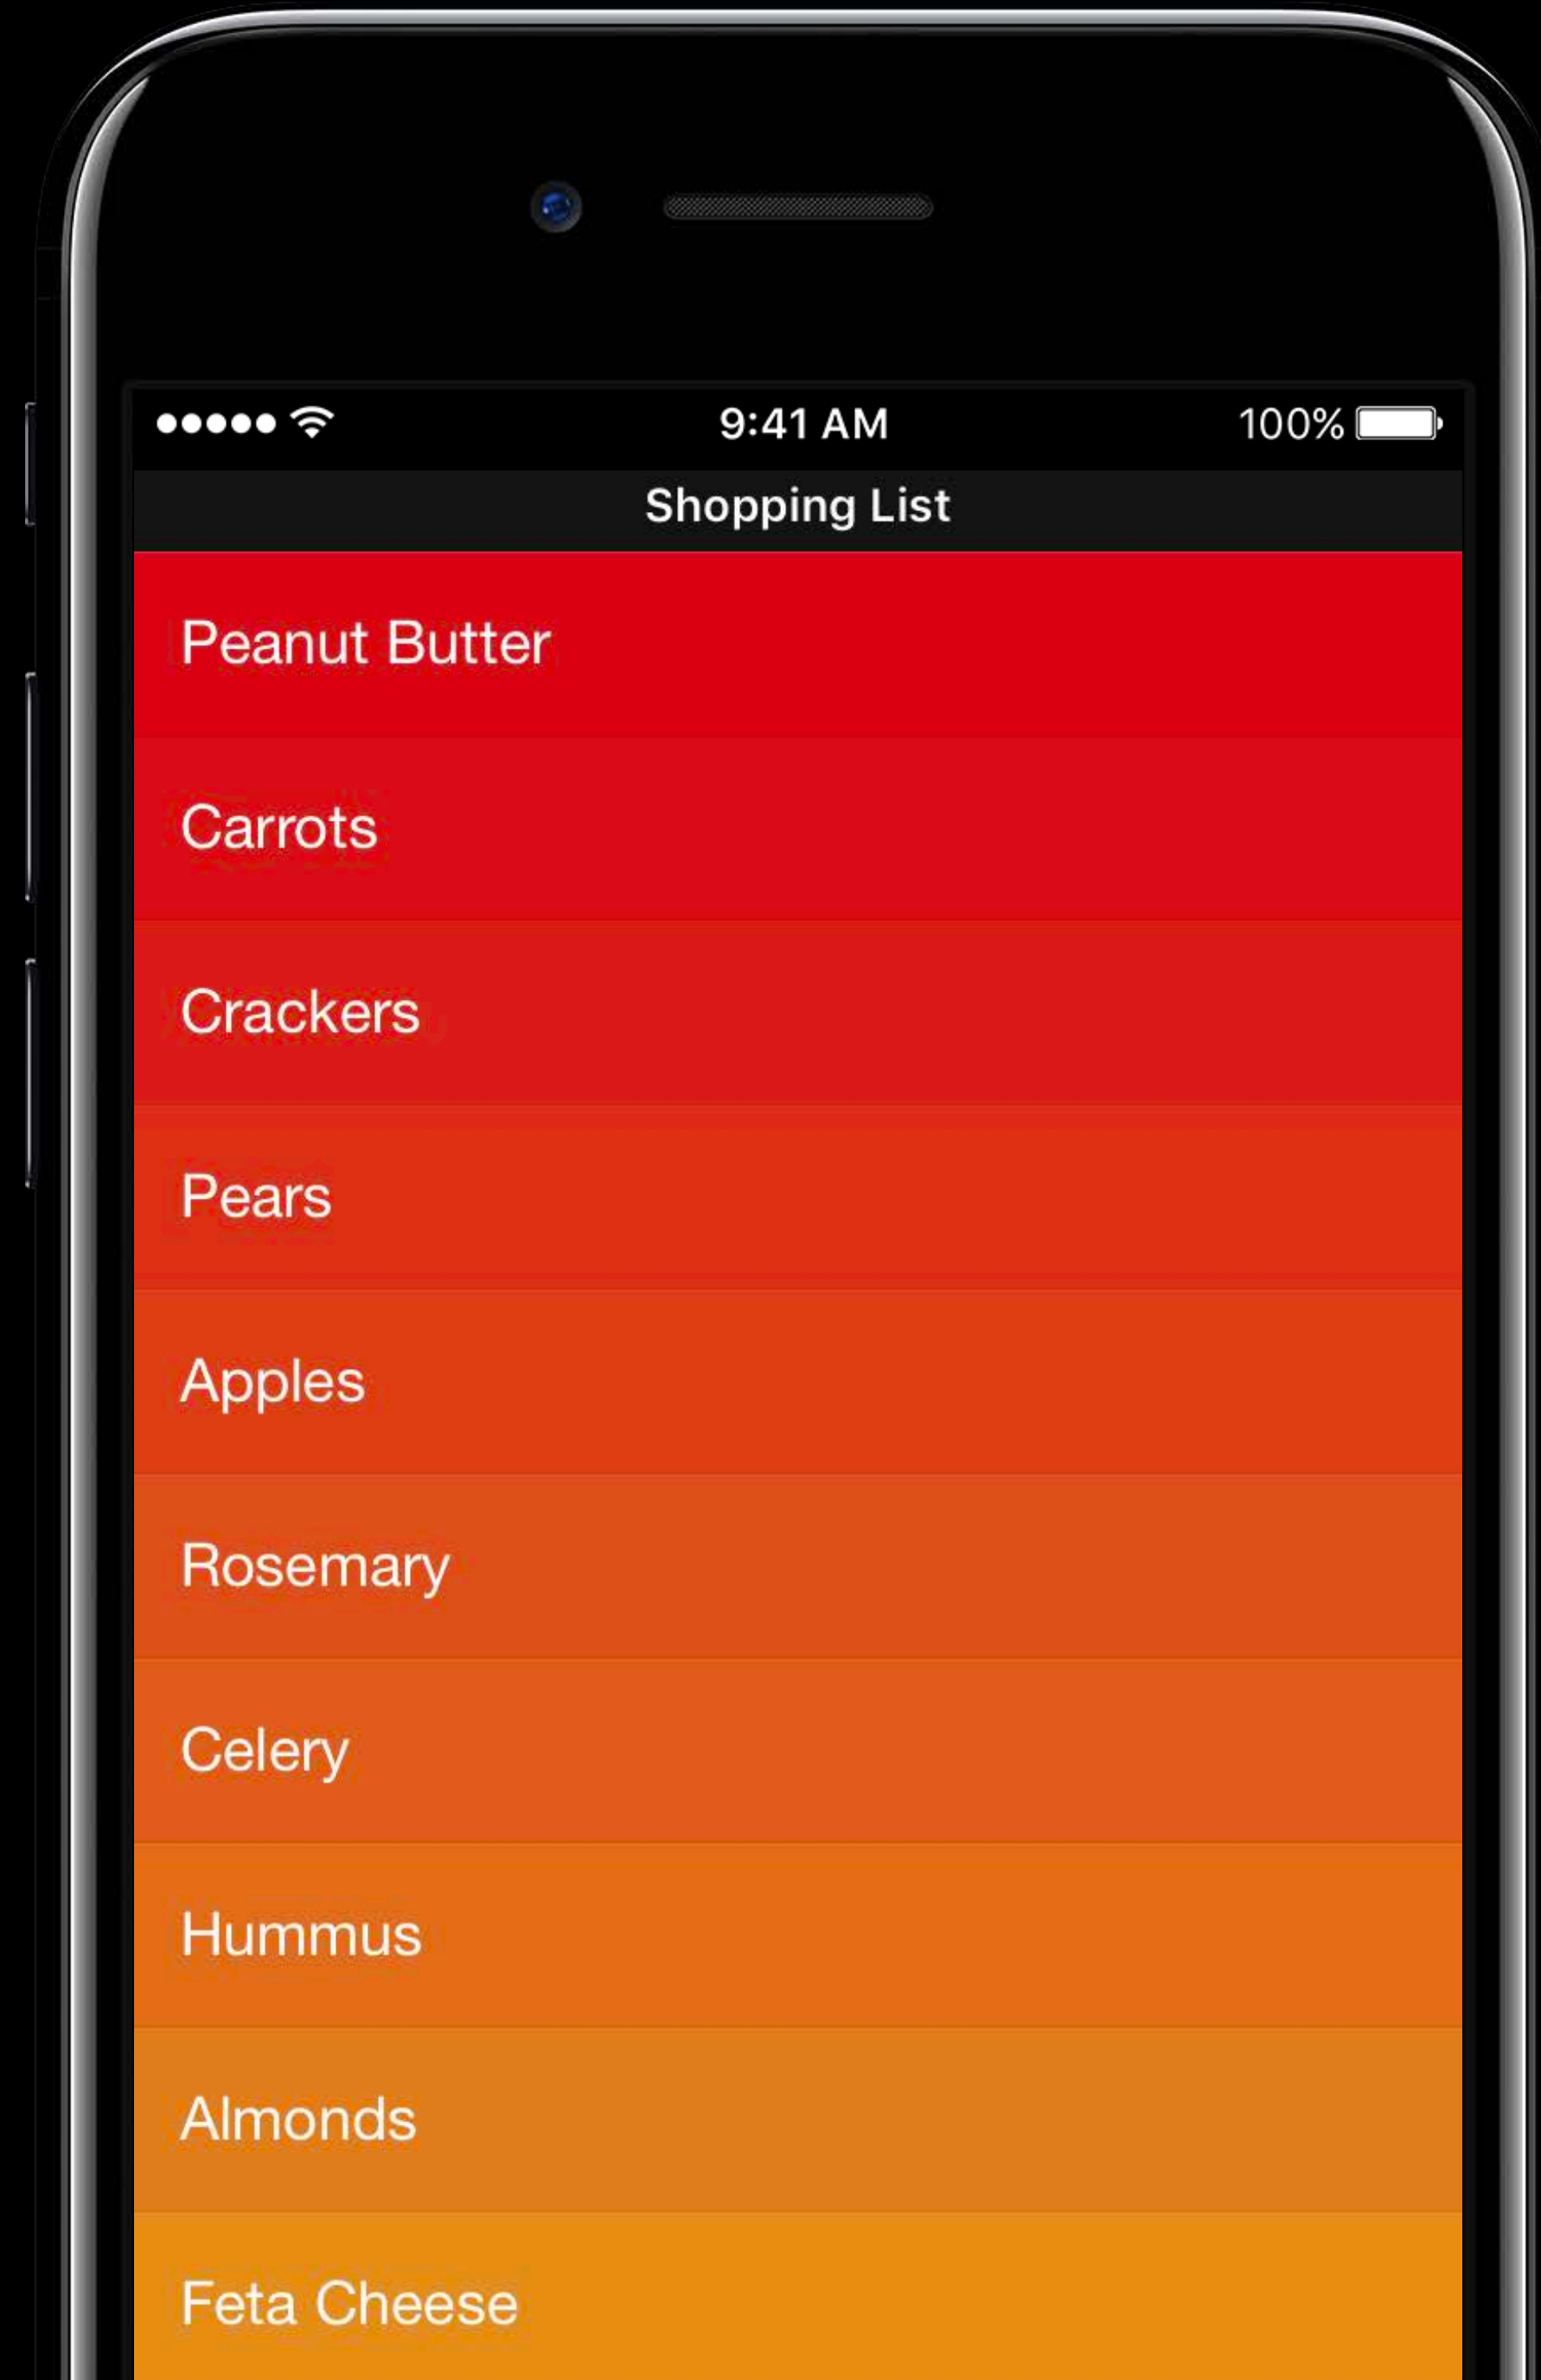 9:41 AM 100%
Shopping List
Peanut Butter
Carrots
Crackers
Pears
Apples
Rosemary
Celery
Hummus
Almonds
Feta Cheese